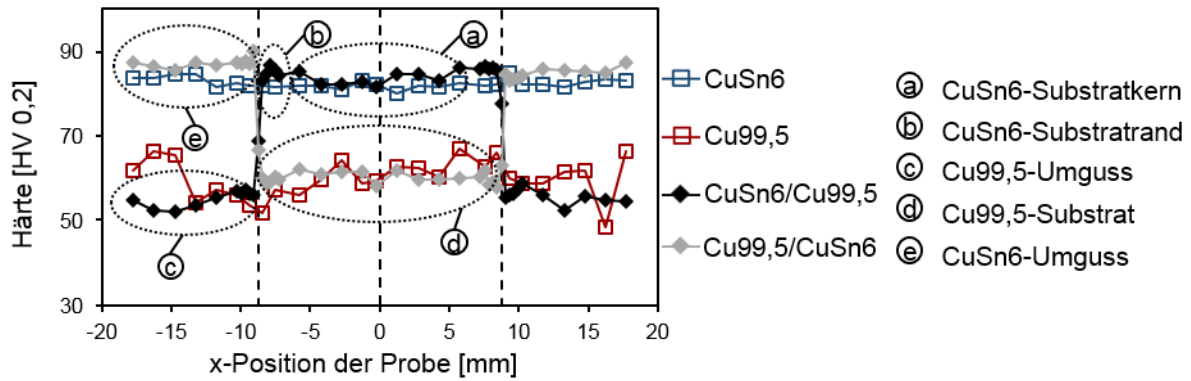 b
a
90
70
50
30
e
c
d
-20 -15 -10 -5 0 5 10 15 20
Härte [HV 0,2]
x-Position der Probe [mm]
CuSn6
Cu99,5
CuSn6/Cu99,5
Cu99,5/CuSn6
a CuSn6-Substratkern
b CuSn6-Substratrand
c Cu99,5-Umguss
d Cu99,5-Substrat
e CuSn6-Umguss